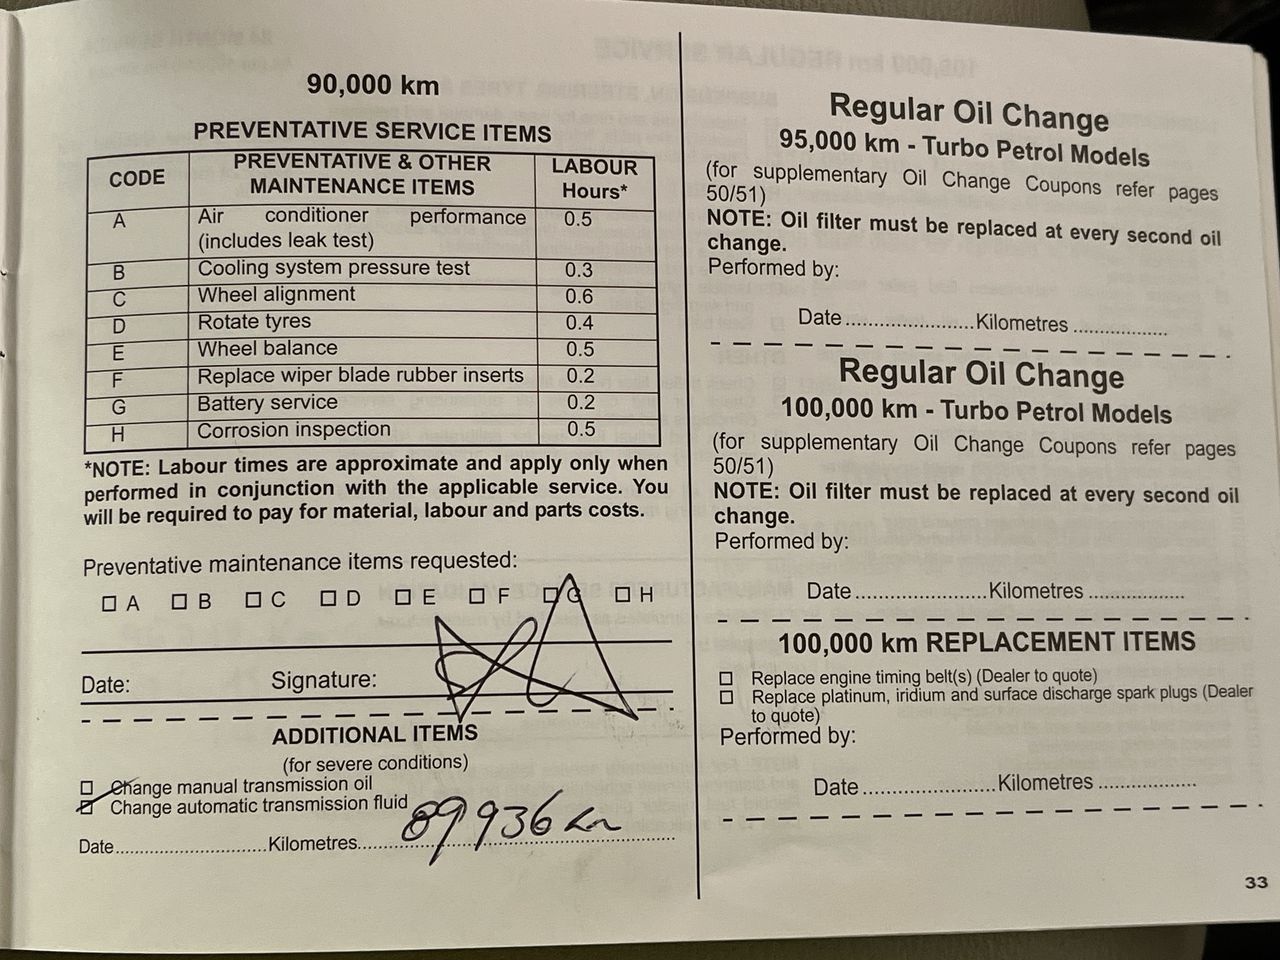 90,000 km
PREVENTATIVE SERVICE ITEMS
CODE PREVENTATIVE & OTHER MAINTENANCE ITEMS LABOUR Hours*
A Air conditioner performance (includes leak test) 0.5
B Cooling system pressure test 0.3
C Wheel alignment 0.6
D Rotate tyres 0.4
E Wheel balance 0.5
F Replace wiper blade rubber inserts 0.2
G Battery service 0.2
H Corrosion inspection 0.5
*NOTE: Labour times are approximate and apply only when
performed in conjunction with the applicable service. You
will be required to pay for material, labour and parts costs.
Preventative maintenance items requested:
A B C D E F G H
Date: Signature:
ADDITIONAL ITEMS
(for severe conditions)
Change manual transmission oil
Change automatic transmission fluid
Date.............................Kilometres.... 89936 km
Regular Oil Change
95,000 km - Turbo Petrol Models
(for supplementary Oil Change Coupons refer pages
50/51)
NOTE: Oil filter must be replaced at every second oil
change.
Performed by:
Date.......................Kilometres.................
Regular Oil Change
100,000 km - Turbo Petrol Models
(for supplementary Oil Change Coupons refer pages
50/51)
NOTE: Oil filter must be replaced at every second oil
change.
Performed by:
Date.......................Kilometres.................
100,000 km REPLACEMENT ITEMS
Replace engine timing belt(s) (Dealer to quote)
Replace platinum, iridium and surface discharge spark plugs (Dealer
to quote)
Performed by:
Date.......................Kilometres.................
33